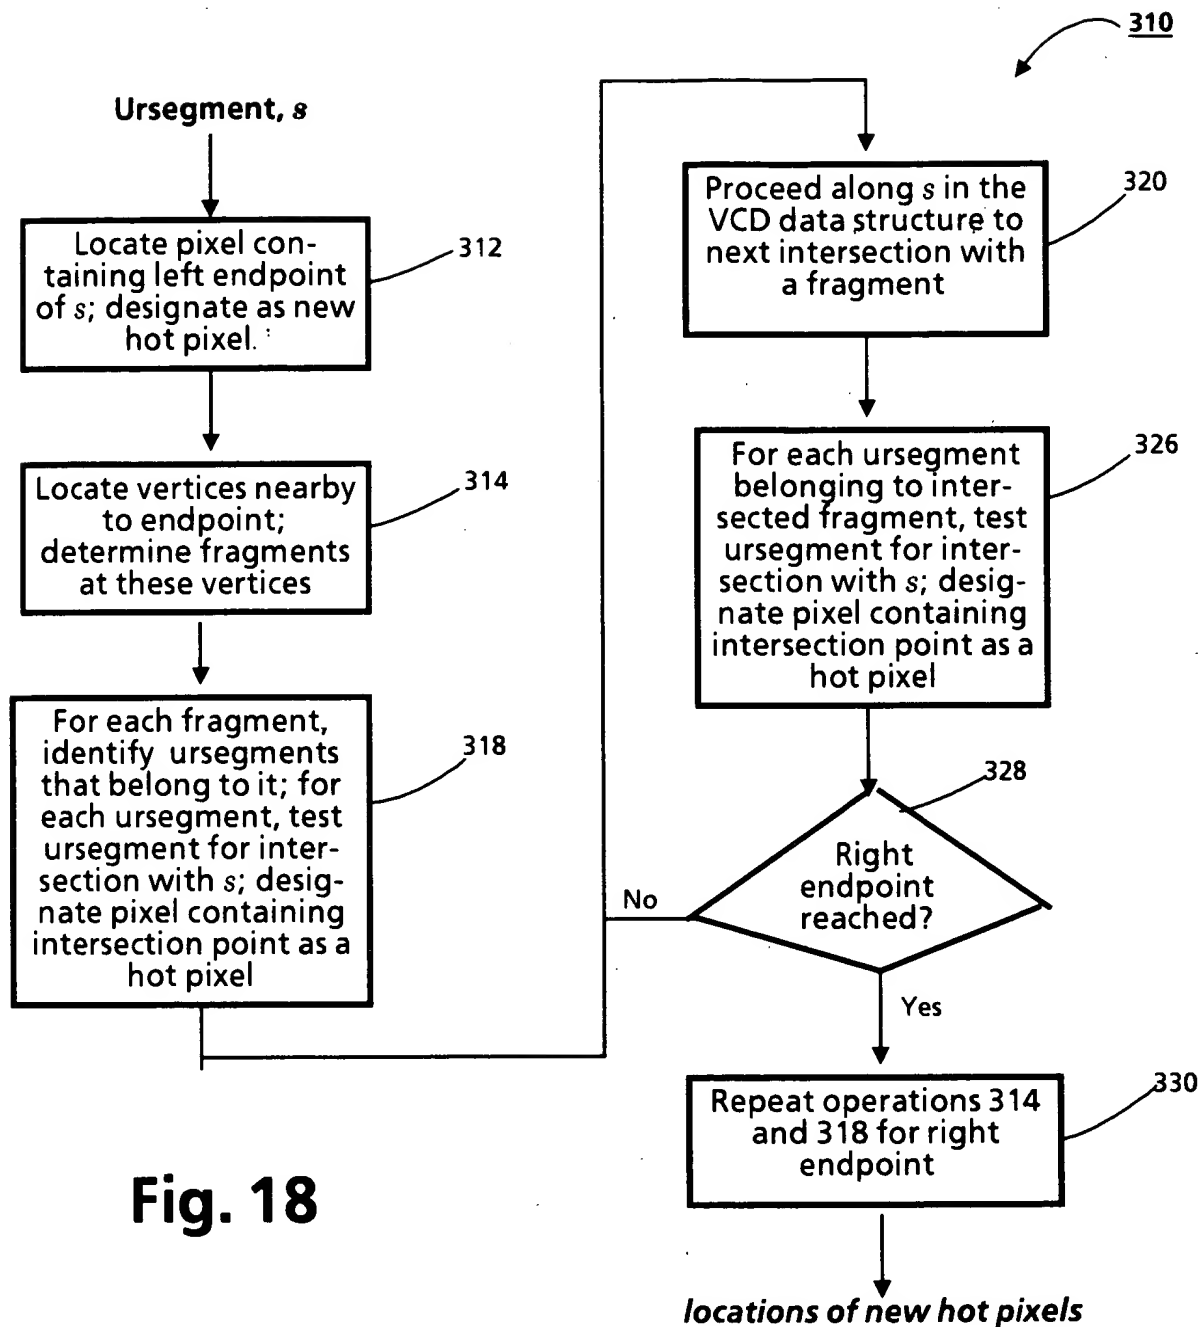 310
Ursegment, s
Locate pixel con-
taining left endpoint
of s; designate as new
hot pixel.
312
Locate vertices nearby
to endpoint;
determine fragments
at these vertices
314
For each fragment,
identify ursegments
that belong to it; for
each ursegment, test
ursegment for inter-
section with s; desig-
nate pixel containing
intersection point as a
hot pixel
318
Proceed along s in the
VCD data structure to
next intersection with
a fragment
320
For each ursegment
belonging to inter-
sected fragment, test
ursegment for inter-
section with s; desig-
nate pixel containing
intersection point as a
hot pixel
326
328
Right
endpoint
reached?
No
Yes
Repeat operations 314
and 318 for right
endpoint
330
locations of new hot pixels
Fig. 18